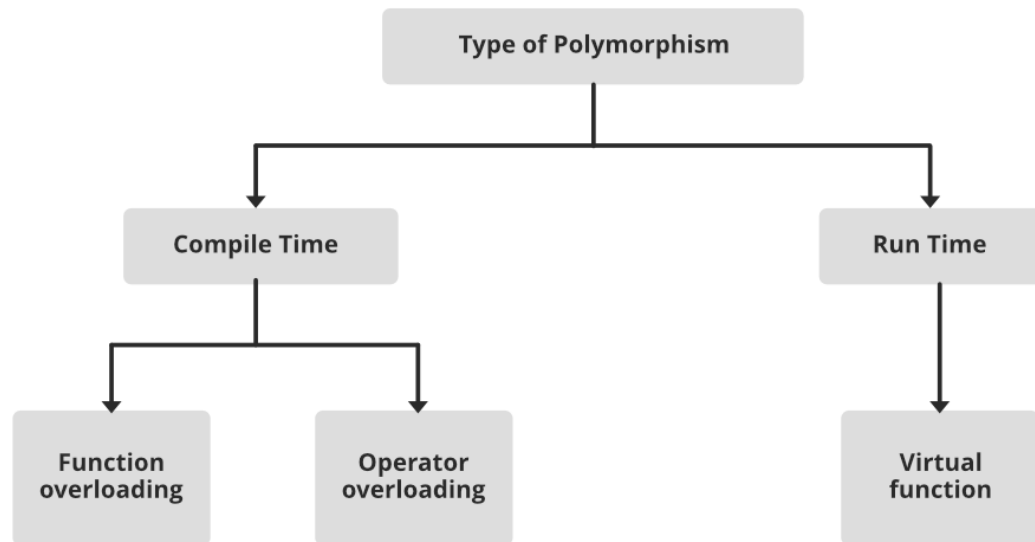 Type of Polymorphism
Compile Time
Run Time
Function
overloading
Operator
overloading
Virtual
function